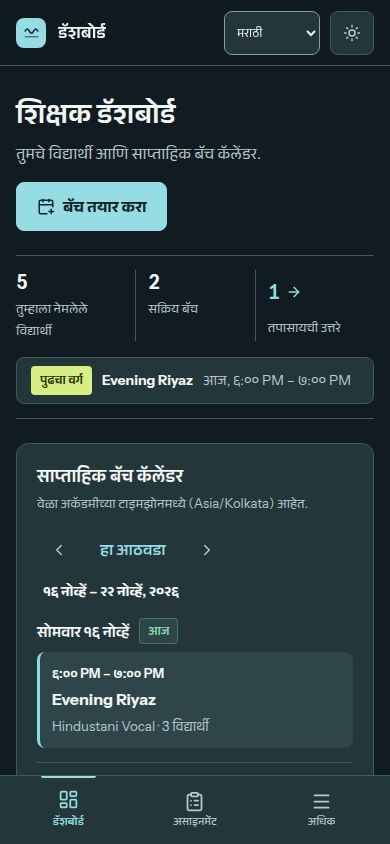 डॅशबोर्ड
मराठी
शिक्षक डॅशबोर्ड
तुमचे विद्यार्थी आणि साप्ताहिक बॅच कॅलेंडर.
बॅच तयार करा
5
तुम्हाला नेमलेले
विद्यार्थी
2
सक्रिय बॅच
1 →
तपासायची उत्तरे
पुढचा वर्ग Evening Riyaz आज, ६:०० PM – ७:०० PM
साप्ताहिक बॅच कॅलेंडर
वेळा अकॅडमीच्या टाइमझोनमध्ये (Asia/Kolkata) आहेत.
हा आठवडा
१६ नोव्हें – २२ नोव्हें, २०२६
सोमवार १६ नोव्हें आज
६:०० PM – ७:०० PM
Evening Riyaz
Hindustani Vocal · 3 विद्यार्थी
डॅशबोर्ड असाइनमेंट अधिक